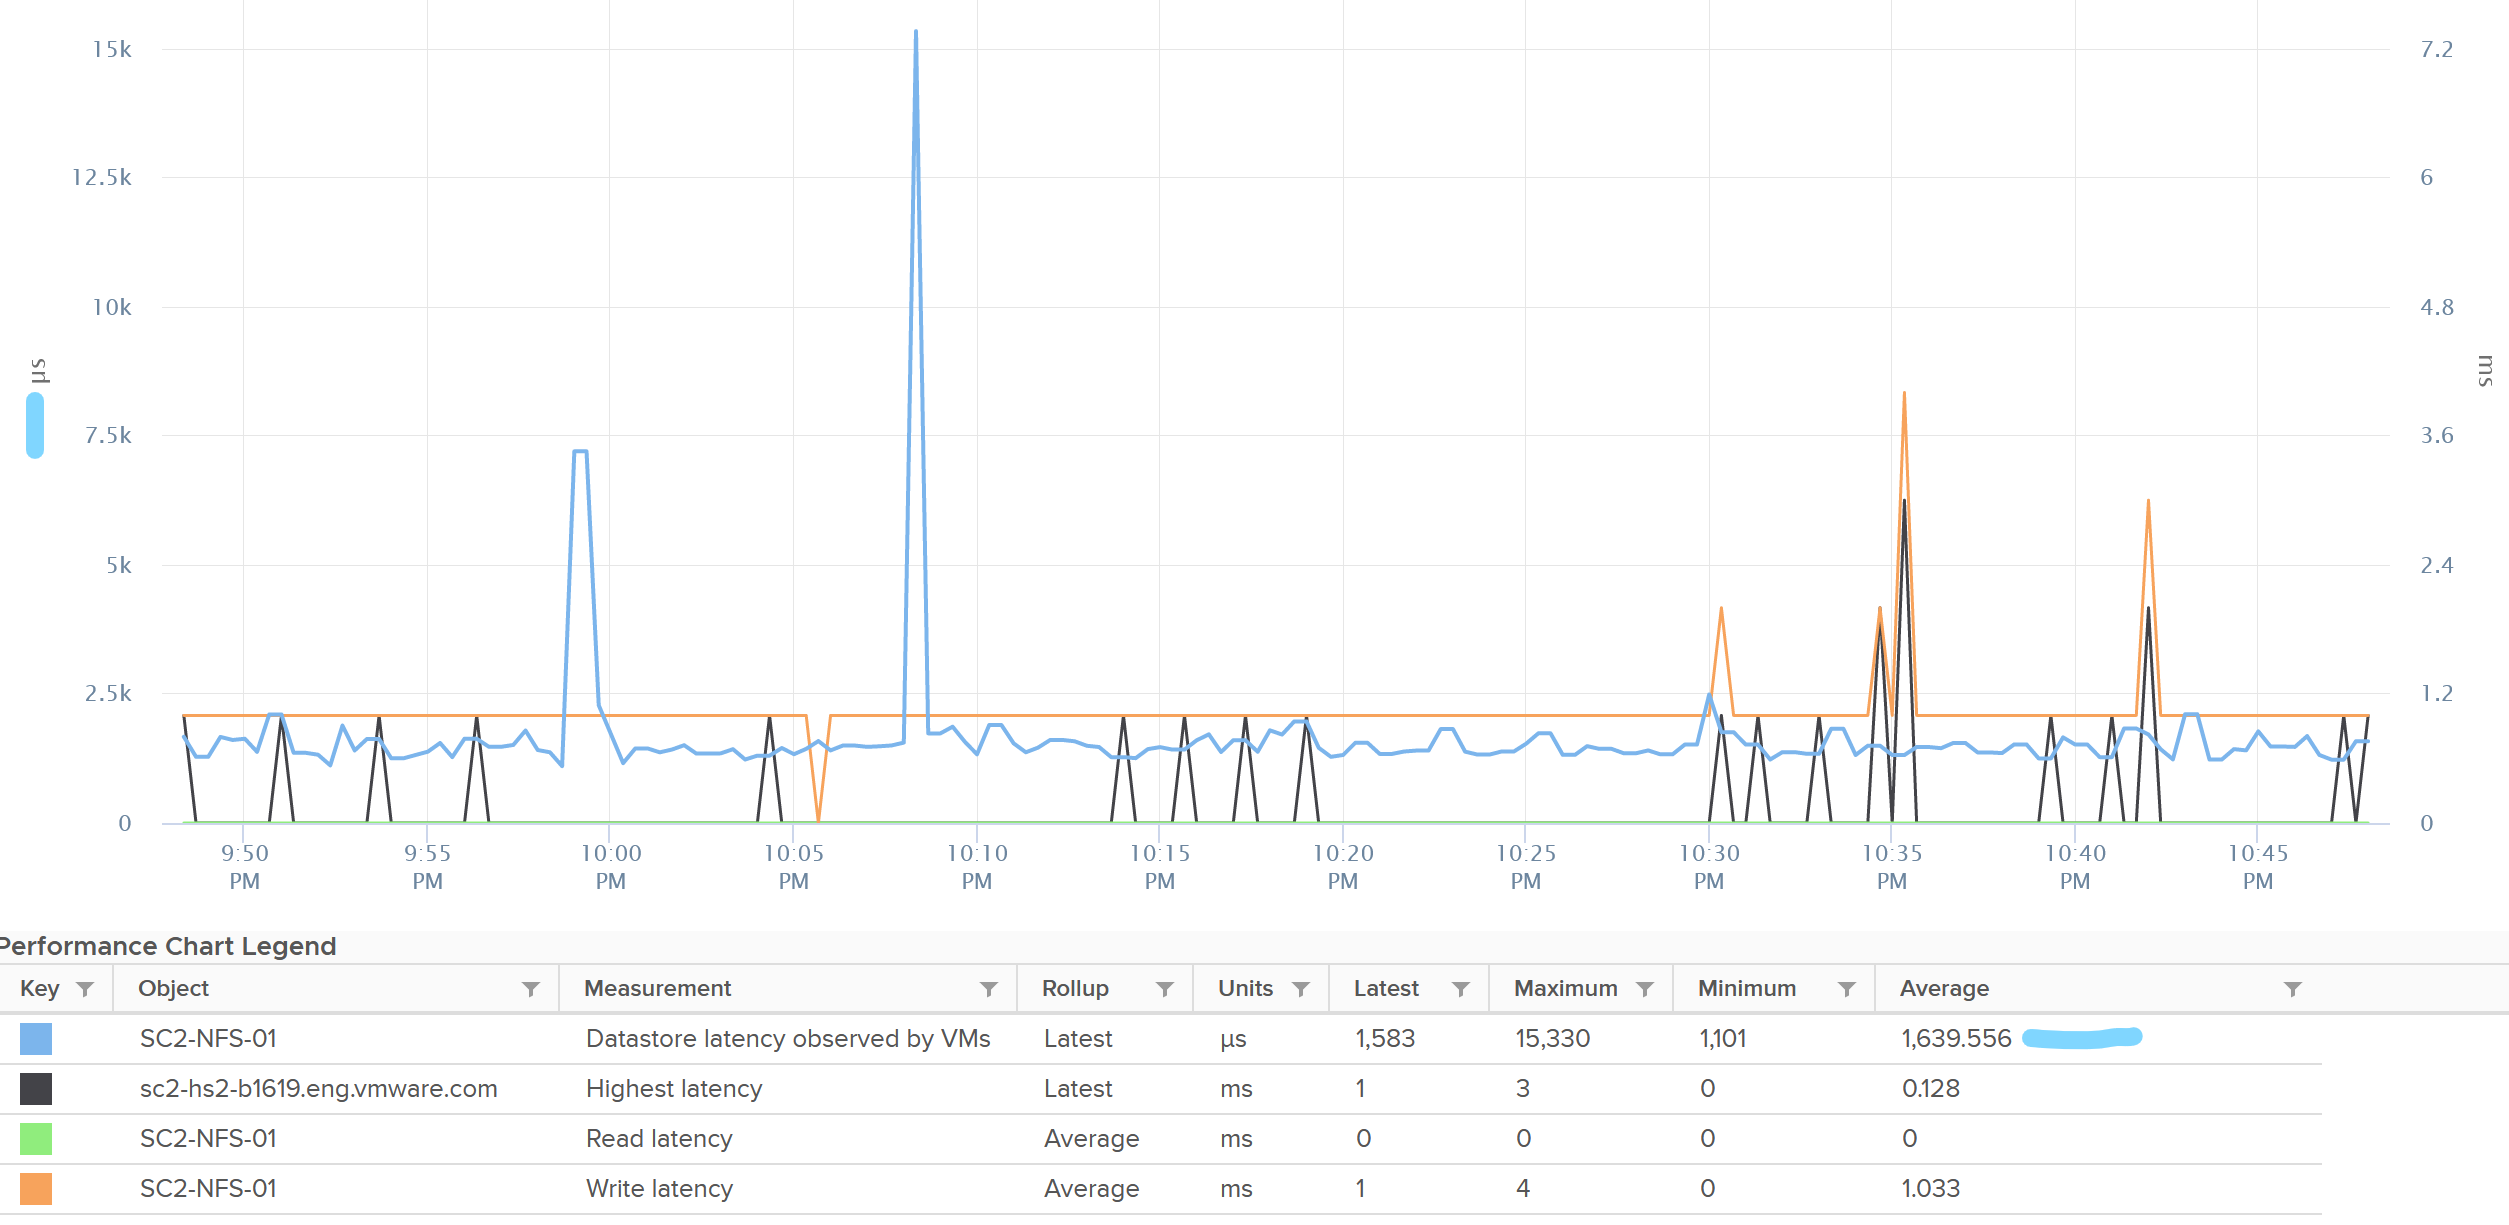 15k 7.2
12.5k 6
10k 4.8
µs ms
7.5k 3.6
5k 2.4
2.5k 1.2
0 0
9:50 PM 9:55 PM 10:00 PM 10:05 PM 10:10 PM 10:15 PM 10:20 PM 10:25 PM 10:30 PM 10:35 PM 10:40 PM 10:45 PM
Performance Chart Legend
Key Object Measurement Rollup Units Latest Maximum Minimum Average
SC2-NFS-01 Datastore latency observed by VMs Latest µs 1,583 15,330 1,101 1,639.556
sc2-hs2-b1619.eng.vmware.com Highest latency Latest ms 1 3 0 0.128
SC2-NFS-01 Read latency Average ms 0 0 0 0
SC2-NFS-01 Write latency Average ms 1 4 0 1.033